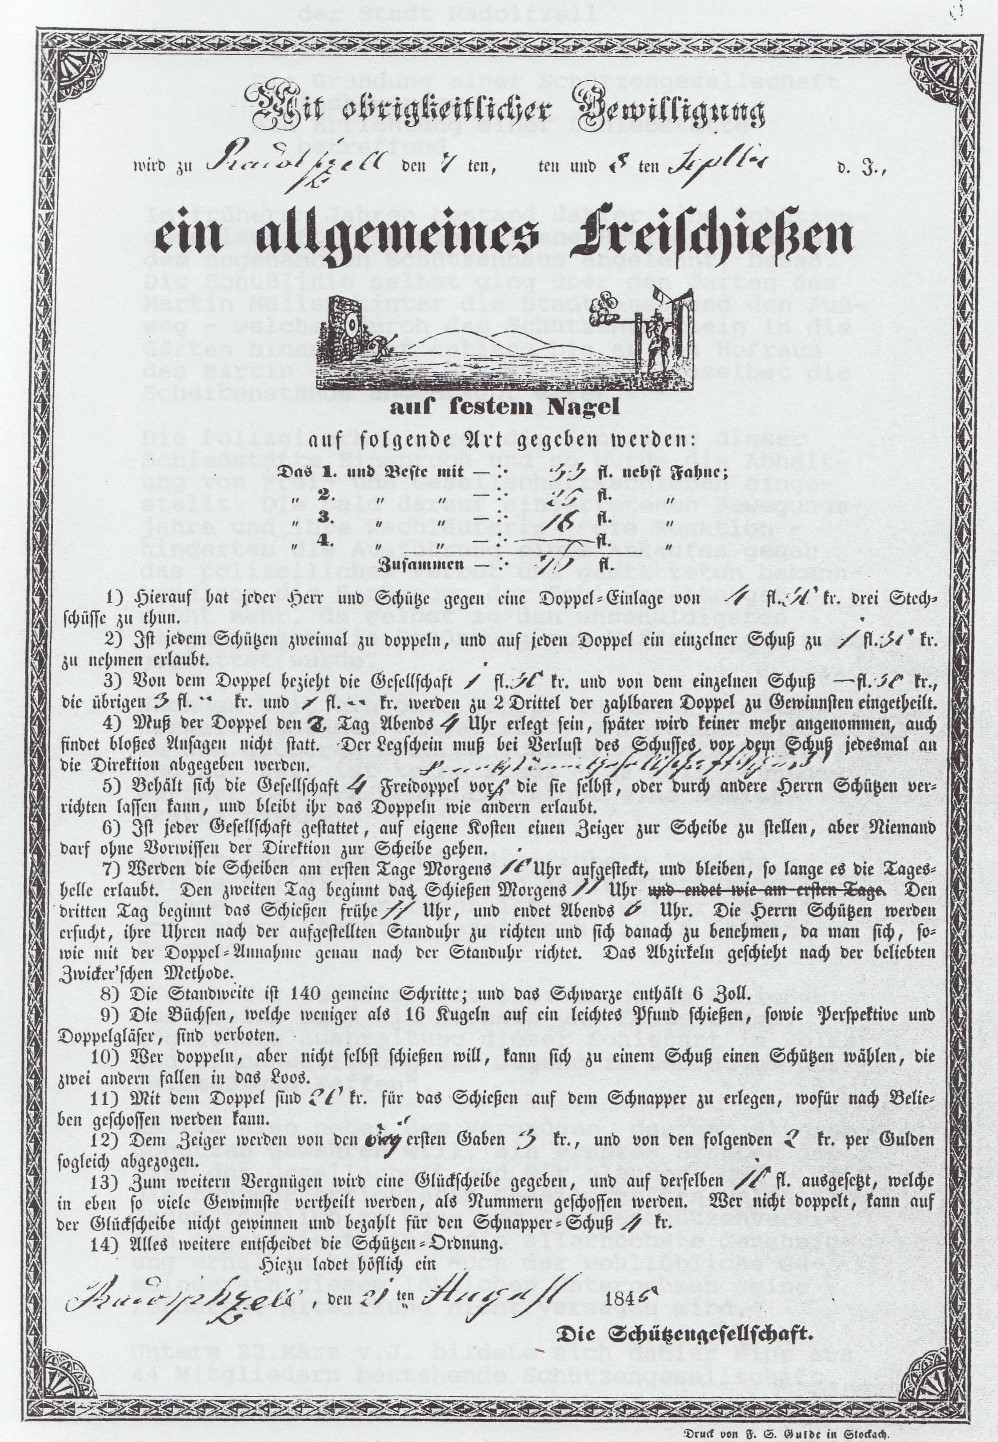 Mit obrigkeitlicher Bewilligung
wird zu Radolfzell den 7 ten, ten und 8 ten Septber d. J.,
ein allgemeines Freischießen
auf festem Nagel
auf folgende Art gegeben werden:
Das 1. und Beste mit — : 33 fl. nebst Fahne;
„ 2. „ „ — : 25 fl. „
„ 3. „ „ — : 18 fl. „
„ 4. „ „ — : fl. „
Zusammen — : fl.
1) Hierauf hat jeder Herr und Schütze gegen eine Doppel-Einlage von 4 fl. 30 kr. drei Stech-
schüsse zu thun.
2) Ist jedem Schützen zweimal zu doppeln, und auf jeden Doppel ein einzelner Schuß zu 1 fl. 30 kr.
zu nehmen erlaubt.
3) Von dem Doppel bezieht die Gesellschaft 1 fl. 30 kr. und von dem einzelnen Schuß — fl. 30 kr.,
die übrigen 3 fl. -- kr. und 1 fl. -- kr. werden zu 2 Drittel der zahlbaren Doppel zu Gewinnsten eingetheilt.
4) Muß der Doppel den 8. Tag Abends 4 Uhr erlegt sein, später wird keiner mehr angenommen, auch
findet bloßes Ansagen nicht statt. Der Legschein muß bei Verlust des Schusses vor dem Schuß jedesmal an
die Direktion abgegeben werden.
5) Behält sich die Gesellschaft 4 Freidoppel vor, die sie selbst, oder durch andere Herrn Schützen ver-
richten lassen kann, und bleibt ihr das Doppeln wie andern erlaubt.
6) Ist jeder Gesellschaft gestattet, auf eigene Kosten einen Zeiger zur Scheibe zu stellen, aber Niemand
darf ohne Vorwissen der Direktion zur Scheibe gehen.
7) Werden die Scheiben am ersten Tage Morgens 10 Uhr aufgesteckt, und bleiben, so lange es die Tages-
helle erlaubt. Den zweiten Tag beginnt das Schießen Morgens 11 Uhr und endet wie am ersten Tage. Den
dritten Tag beginnt das Schießen frühe 11 Uhr, und endet Abends 6 Uhr. Die Herrn Schützen werden
ersucht, ihre Uhren nach der aufgestellten Standuhr zu richten und sich danach zu benehmen, da man sich, so-
wie mit der Doppel-Annahme genau nach der Standuhr richtet. Das Abzirkeln geschieht nach der beliebten
Zwicker'schen Methode.
8) Die Standweite ist 140 gemeine Schritte; und das Schwarze enthält 6 Zoll.
9) Die Büchsen, welche weniger als 16 Kugeln auf ein leichtes Pfund schießen, sowie Perspektive und
Doppelgläser, sind verboten.
10) Wer doppeln, aber nicht selbst schießen will, kann sich zu einem Schuß einen Schützen wählen, die
zwei andern fallen in das Loos.
11) Mit dem Doppel sind 20 kr. für das Schießen auf dem Schnapper zu erlegen, wofür nach Belie-
ben geschossen werden kann.
12) Dem Zeiger werden von den ersten Gaben 3 kr., und von den folgenden 2 kr. per Gulden
sogleich abgezogen.
13) Zum weitern Vergnügen wird eine Glückscheibe gegeben, und auf derselben 10 fl. ausgesetzt, welche
in eben so viele Gewinnste vertheilt werden, als Nummern geschossen werden. Wer nicht doppelt, kann auf
der Glückscheibe nicht gewinnen und bezahlt für den Schnapper-Schuß 4 kr.
14) Alles weitere entscheidet die Schützen-Ordnung.
Hiezu ladet höflich ein
Radolphzell, den 21 ten August 1846
Die Schützengesellschaft.
Druck von F. S. Gulde in Stockach.